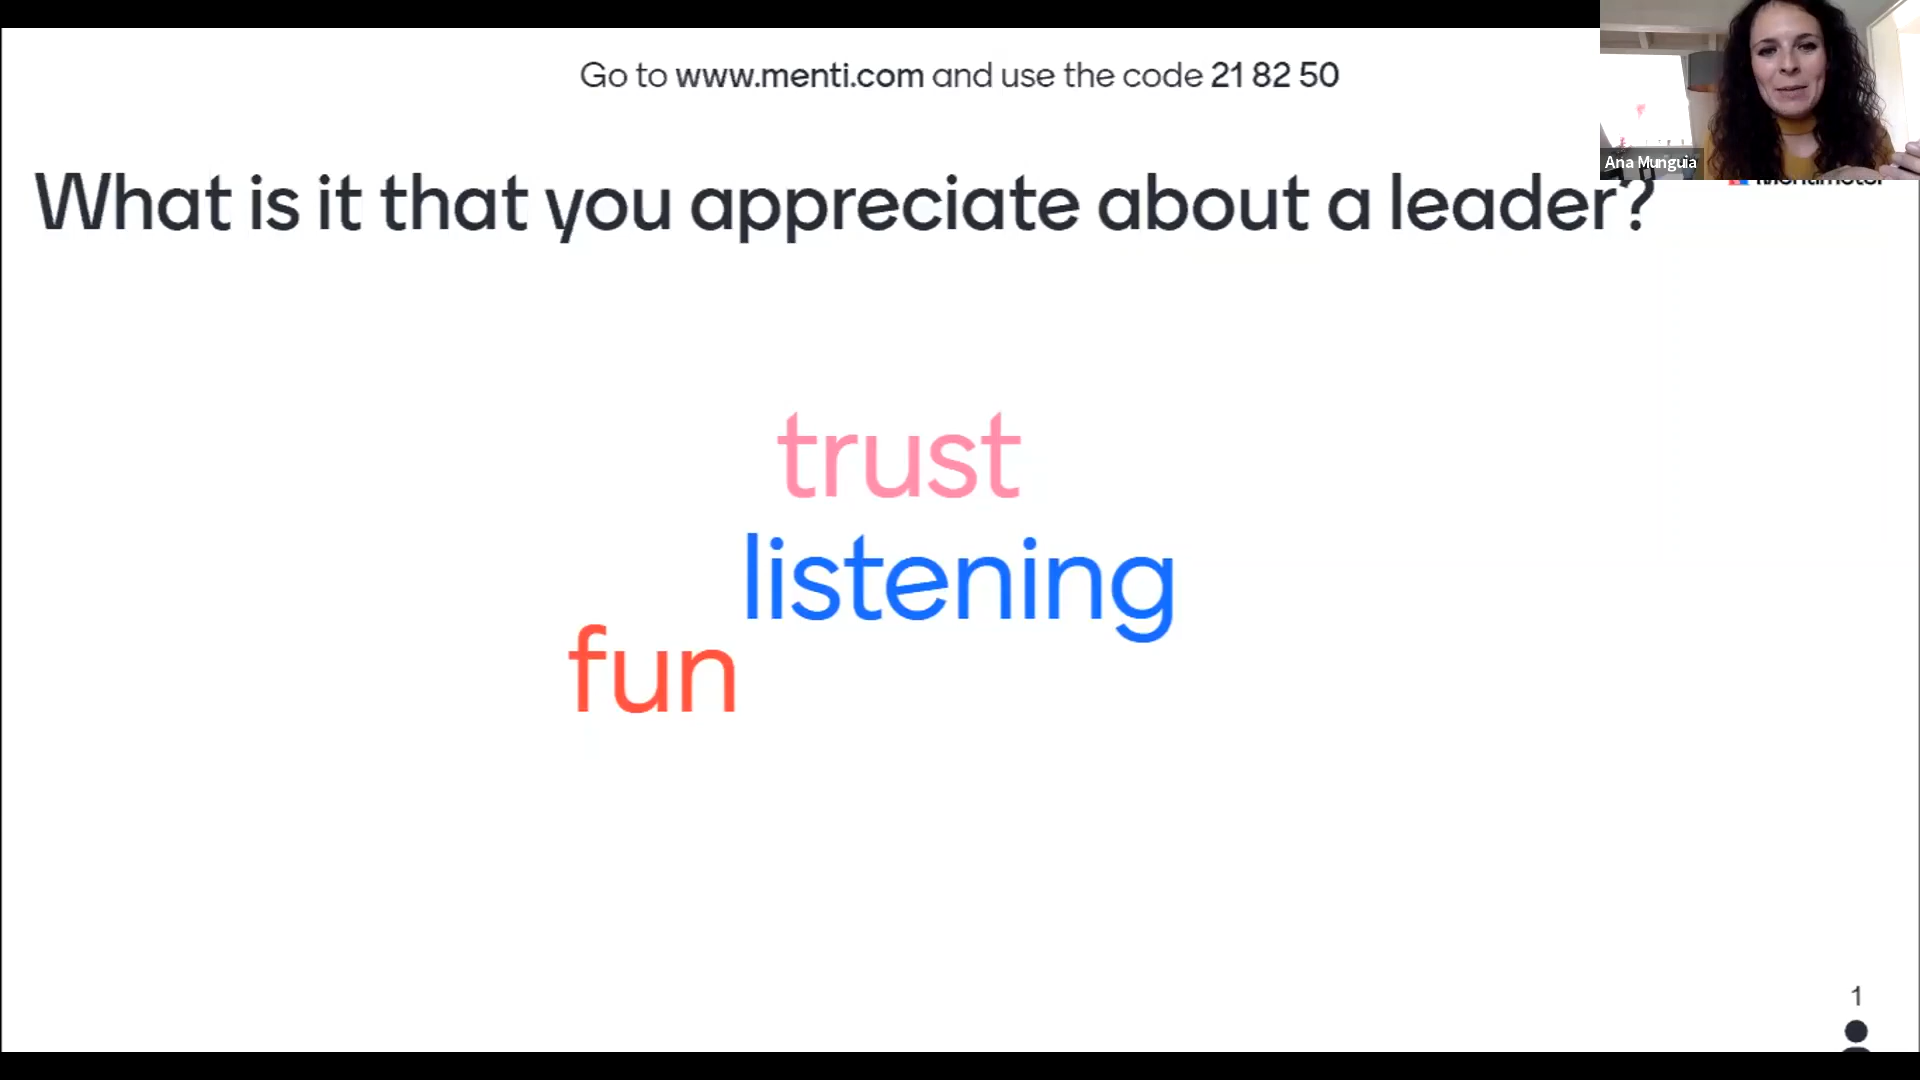 Go to www.menti.com and use the code 21 82 50
Ana Munguia
What is it that you appreciate about a leader?
trust
listening
fun
1